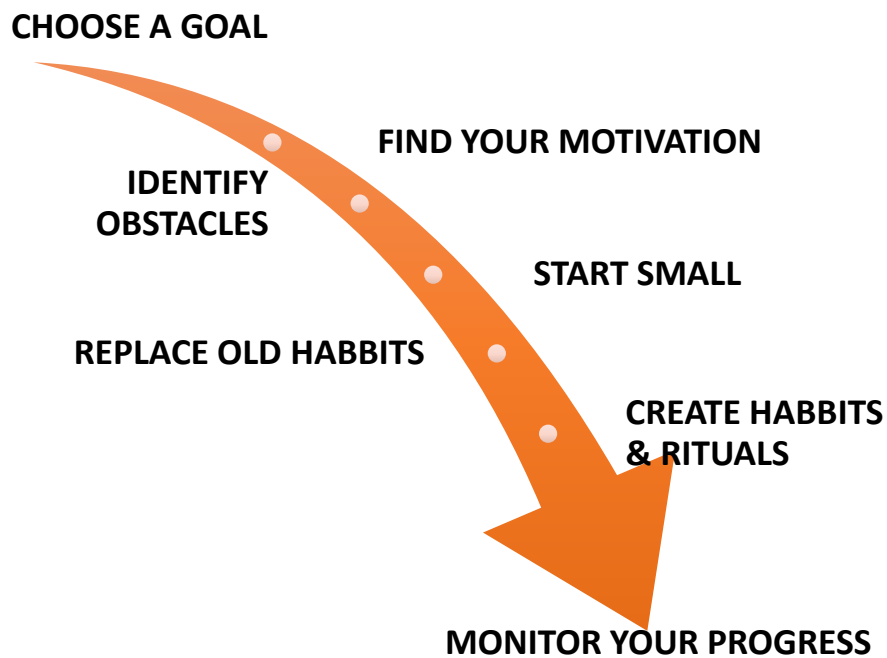 CHOOSE A GOAL
FIND YOUR MOTIVATION
IDENTIFY
OBSTACLES
START SMALL
REPLACE OLD HABBITS
CREATE HABBITS
& RITUALS
MONITOR YOUR PROGRESS